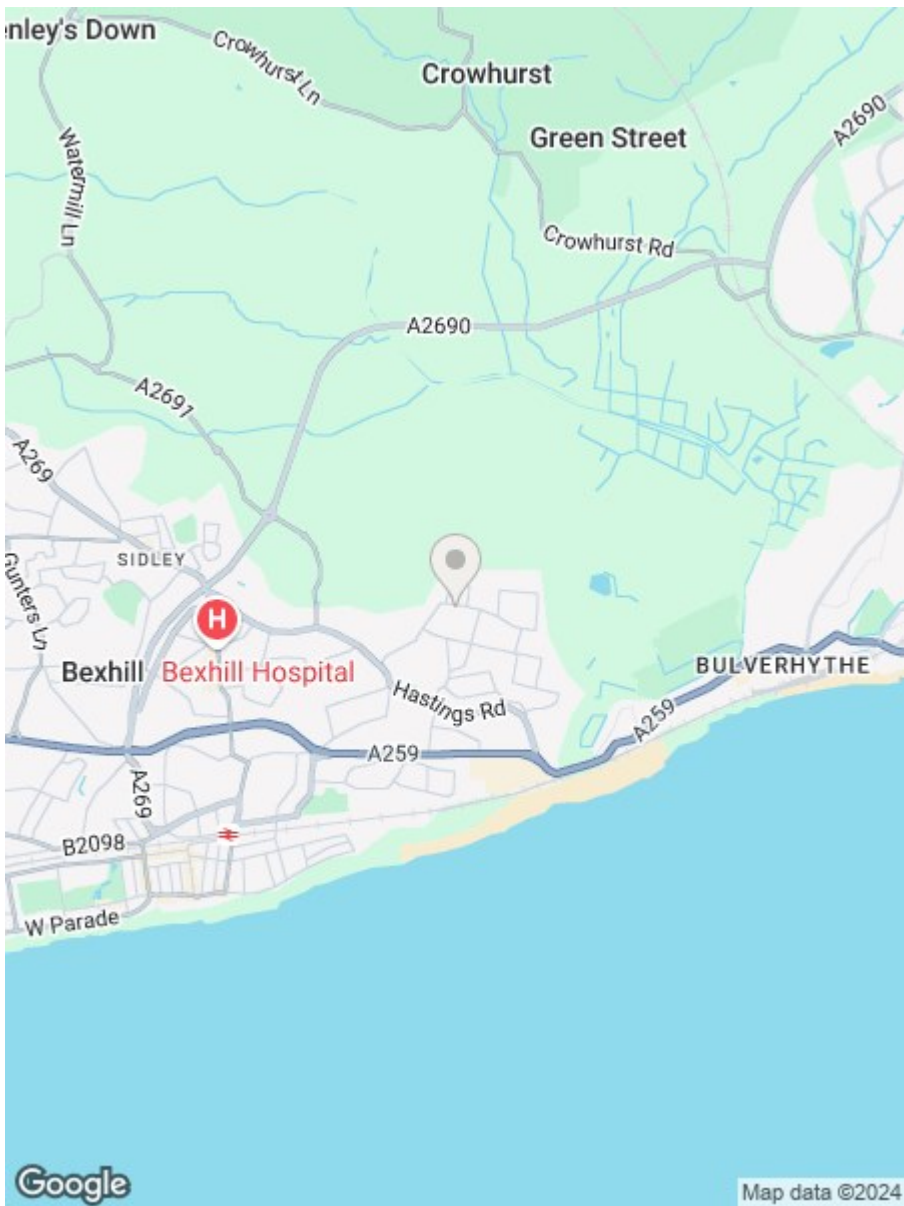 enley's Down
Crowhurst Ln
Crowhurst
A2690
Green Street
Watermill Ln
Crowhurst Rd
A2690
A2691
A269
SIDLEY
Gunters Ln
H
Bexhill
Bexhill Hospital
BULVERHYTHE
Hastings Rd
A259
A259
A269
B2098
W Parade
Google
Map data ©2024